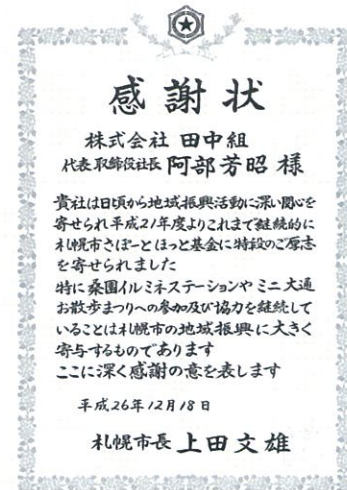 感謝状
株式会社 田中組
代表取締役社長 阿部芳昭 様
貴社は日頃から地域振興活動に深い関心を
寄せられ平成21年度よりこれまで継続的に
札幌市さぽーとほっと基金に特段のご厚志
を寄せられました
特に桑園イルミネステーションや ミニ大通
お散歩まつりへの参加及び協力を継続して
いることは札幌市の地域振興に大きく
寄与するものであります
ここに深く感謝の意を表します
平成26年12月18日
札幌市長 上田文雄